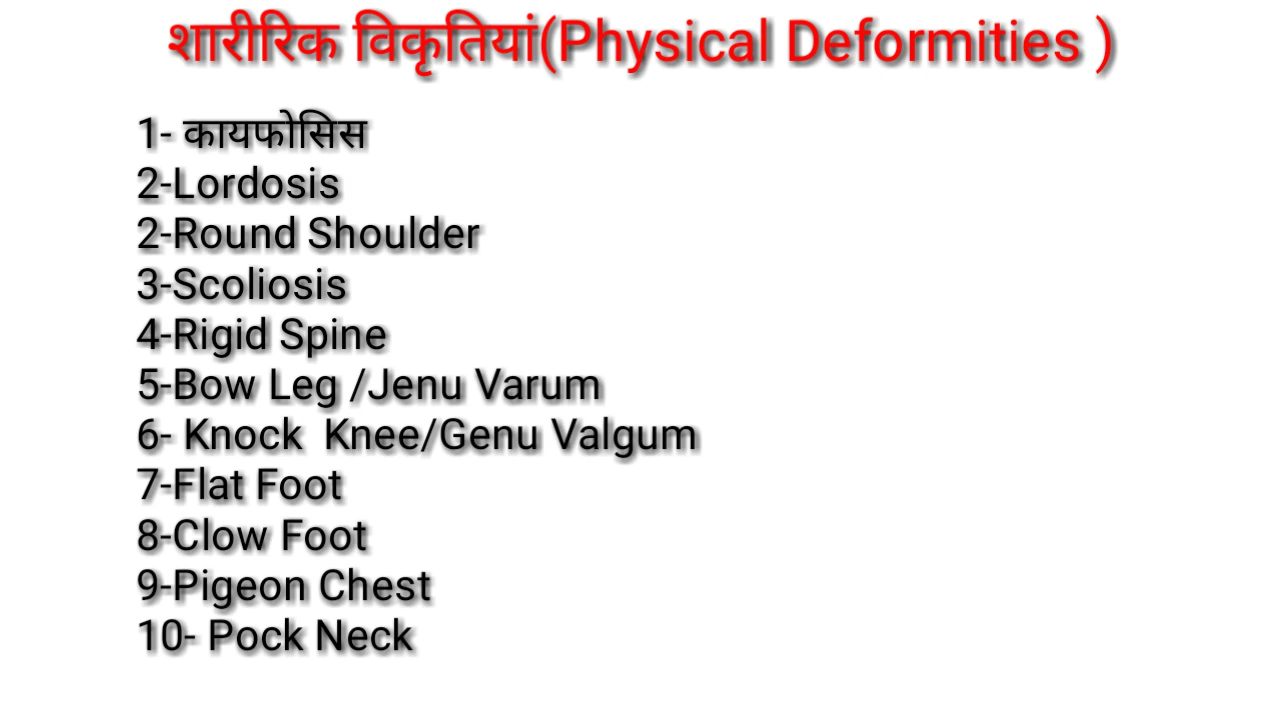 शारीरिक विकृतियां(Physical Deformities )
1- कायफोसिस
2-Lordosis
2-Round Shoulder
3-Scoliosis
4-Rigid Spine
5-Bow Leg /Jenu Varum
6- Knock  Knee/Genu Valgum
7-Flat Foot
8-Clow Foot
9-Pigeon Chest
10- Pock Neck